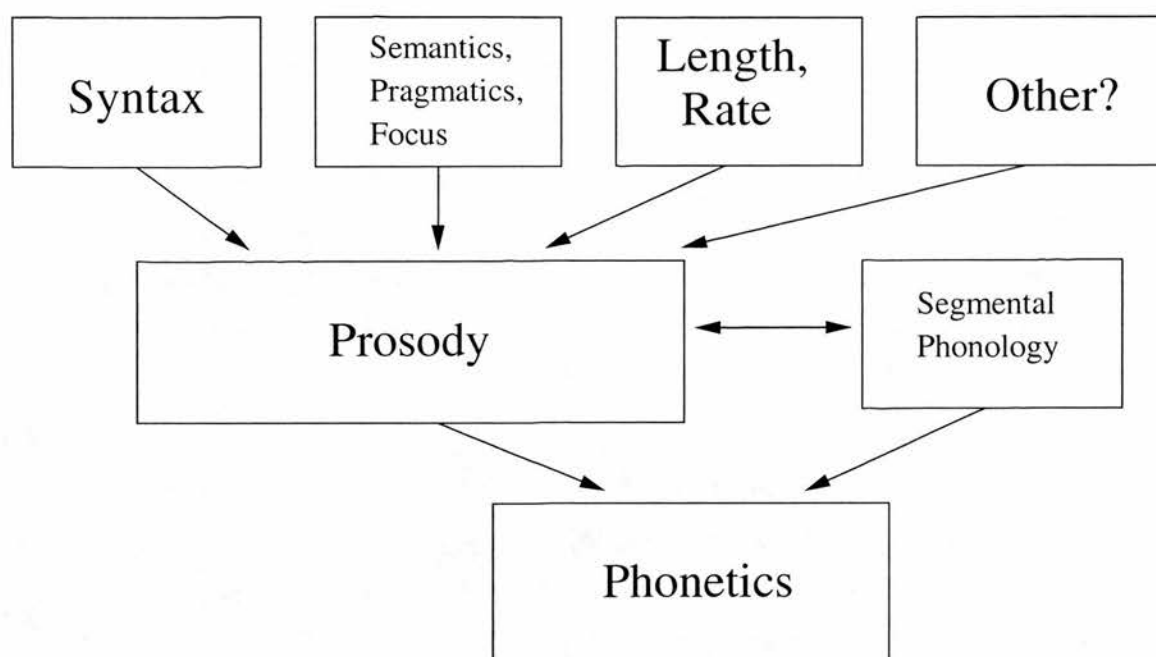 Syntax
Semantics,
Pragmatics,
Focus
Length,
Rate
Other?
Prosody
Segmental
Phonology
Phonetics